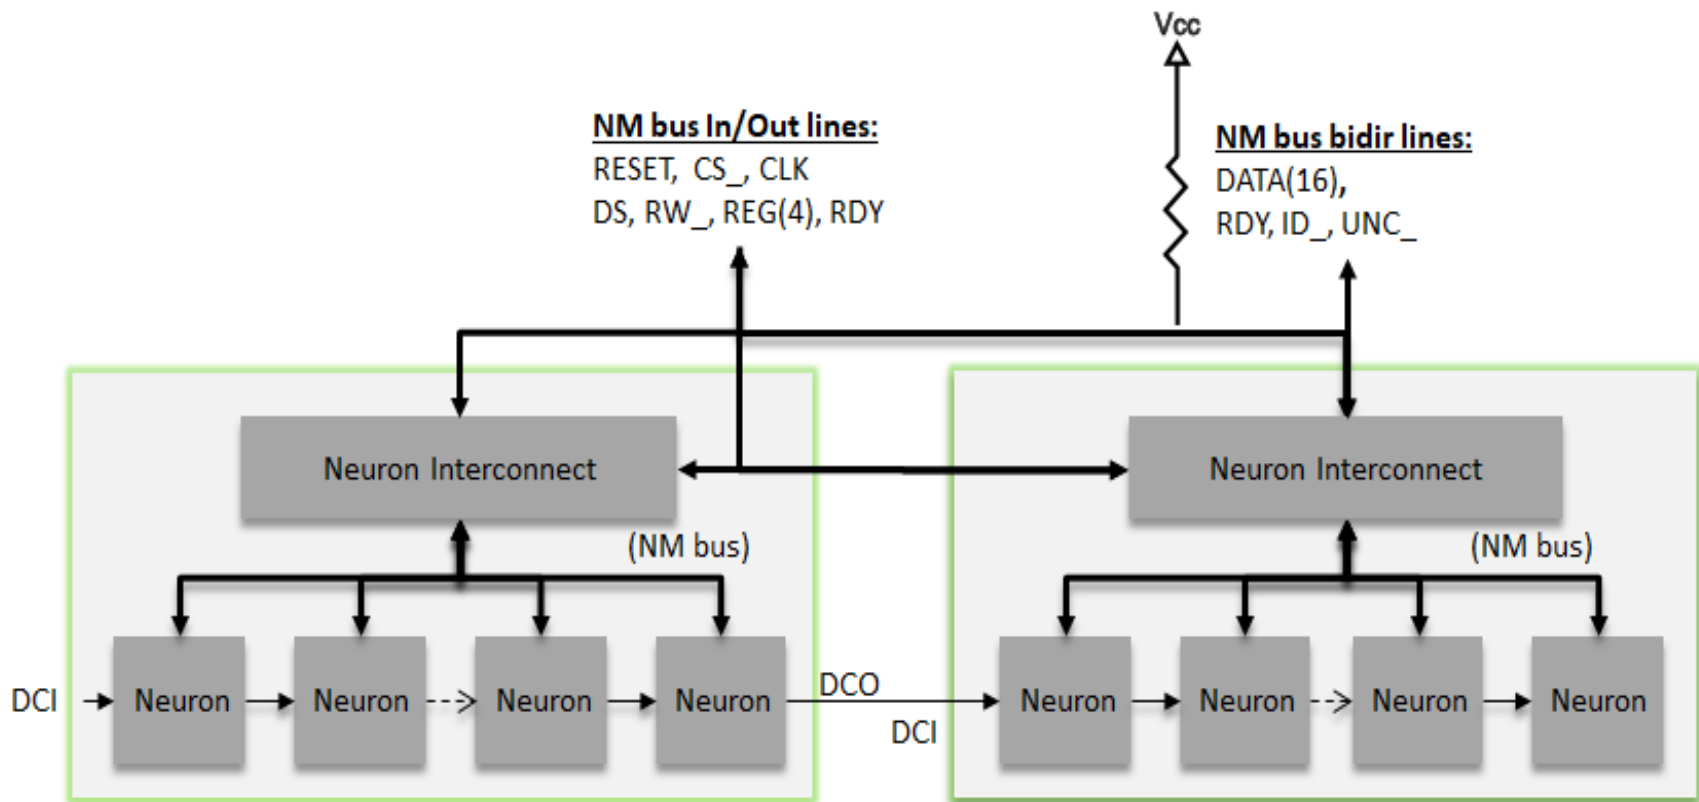 Vcc
NM bus In/Out lines:
RESET, CS_, CLK
DS, RW_, REG(4), RDY
NM bus bidir lines:
DATA(16),
RDY, ID_, UNC_
Neuron Interconnect
Neuron Interconnect
(NM bus)
(NM bus)
DCI
Neuron
Neuron
Neuron
Neuron
DCO
DCI
Neuron
Neuron
Neuron
Neuron